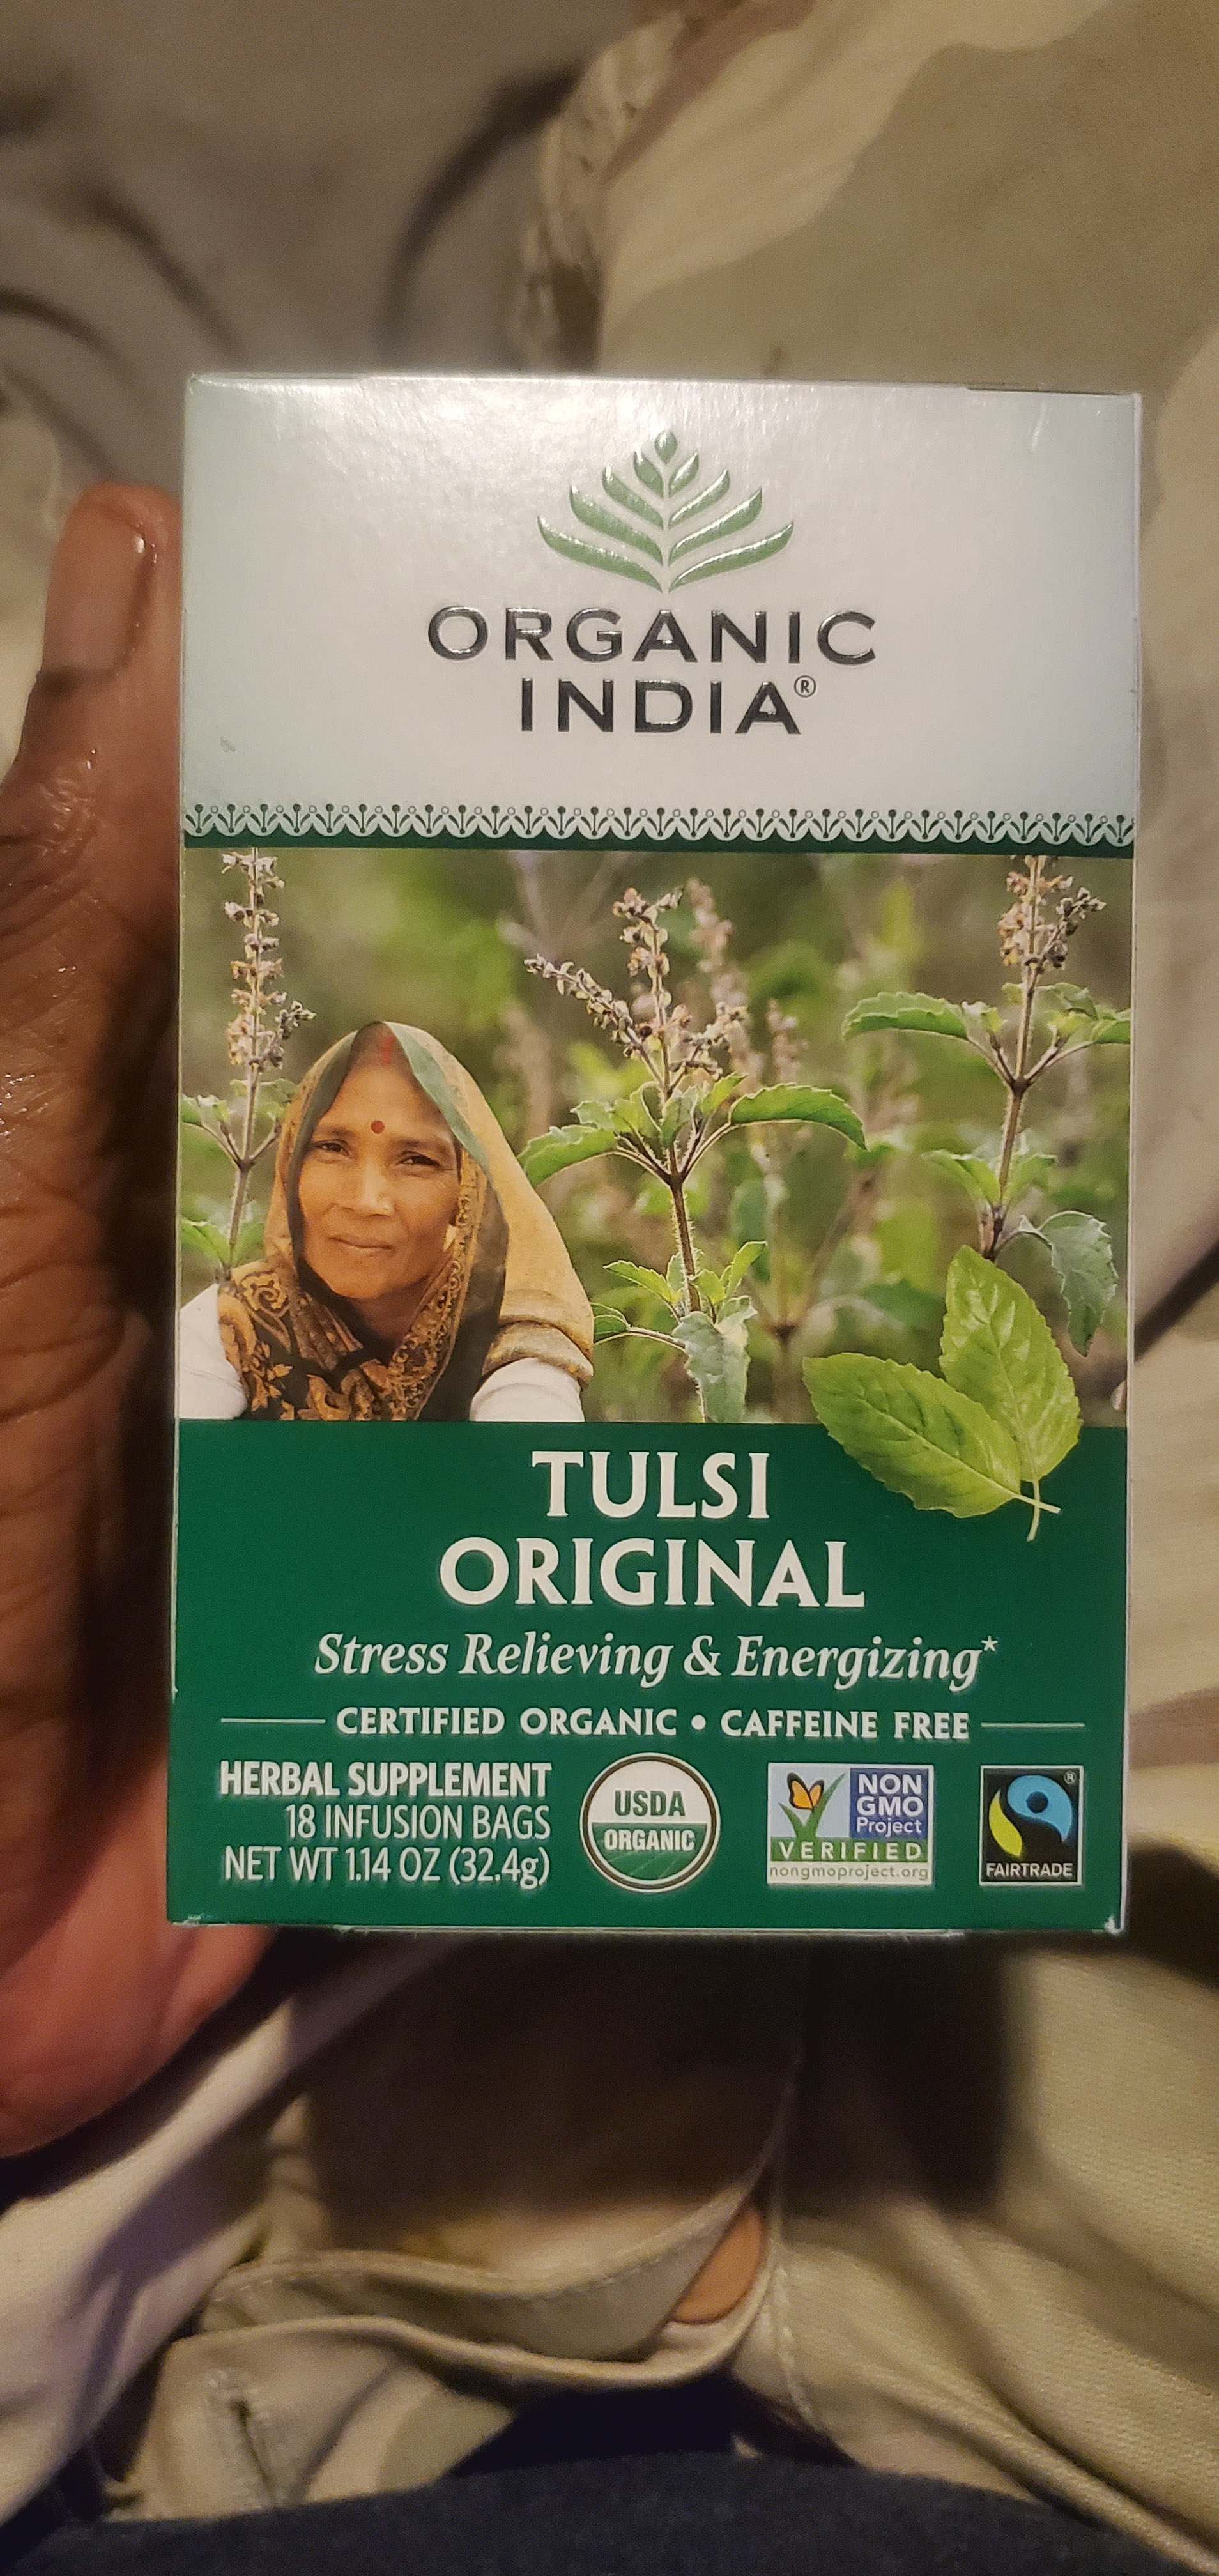 ORGANIC
INDIA®
TULSI
ORIGINAL
Stress Relieving & Energizing*
CERTIFIED ORGANIC • CAFFEINE FREE
HERBAL SUPPLEMENT
18 INFUSION BAGS
NET WT 1.14 OZ (32.4g)
USDA
ORGANIC
NON
GMO
Project
VERIFIED
nongmoproject.org
®
FAIRTRADE